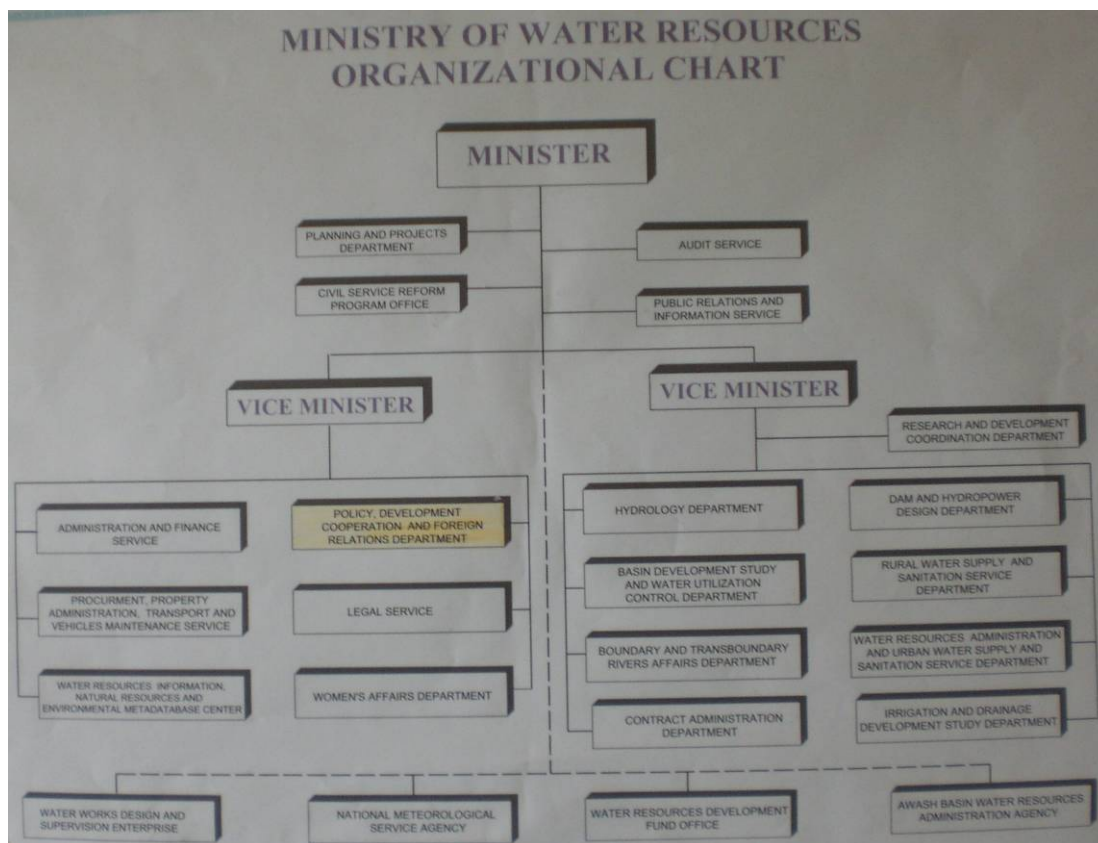 MINISTRY OF WATER RESOURCES
ORGANIZATIONAL CHART
MINISTER
PLANNING AND PROJECTS
DEPARTMENT
AUDIT SERVICE
CIVIL SERVICE REFORM
PROGRAM OFFICE
PUBLIC RELATIONS AND
INFORMATION SERVICE
VICE MINISTER
VICE MINISTER
RESEARCH AND DEVELOPMENT
COORDINATION DEPARTMENT
ADMINISTRATION AND FINANCE
SERVICE
POLICY, DEVELOPMENT
COOPERATION AND FOREIGN
RELATIONS DEPARTMENT
PROCURMENT, PROPERTY
ADMINISTRATION, TRANSPORT AND
VEHICLES MAINTENANCE SERVICE
LEGAL SERVICE
WATER RESOURCES INFORMATION,
NATURAL RESOURCES AND
ENVIRONMENTAL METADATABASE CENTER
WOMEN'S AFFAIRS DEPARTMENT
HYDROLOGY DEPARTMENT
DAM AND HYDROPOWER
DESIGN DEPARTMENT
BASIN DEVELOPMENT STUDY
AND WATER UTILIZATION
CONTROL DEPARTMENT
RURAL WATER SUPPLY AND
SANITATION SERVICE
DEPARTMENT
BOUNDARY AND TRANSBOUNDARY
RIVERS AFFAIRS DEPARTMENT
WATER RESOURCES ADMINISTRATION
AND URBAN WATER SUPPLY AND
SANITATION SERVICE DEPARTMENT
CONTRACT ADMINISTRATION
DEPARTMENT
IRRIGATION AND DRAINAGE
DEVELOPMENT STUDY DEPARTMENT
WATER WORKS DESIGN AND
SUPERVISION ENTERPRISE
NATIONAL METEOROLOGICAL
SERVICE AGENCY
WATER RESOURCES DEVELOPMENT
FUND OFFICE
AWASH BASIN WATER RESOURCES
ADMINISTRATION AGENCY